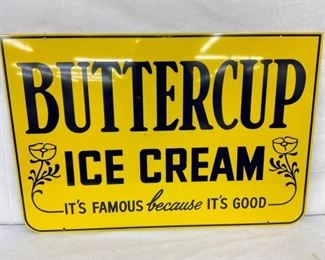 BUTTERCUP
ICE CREAM
IT'S FAMOUS because IT'S GOOD